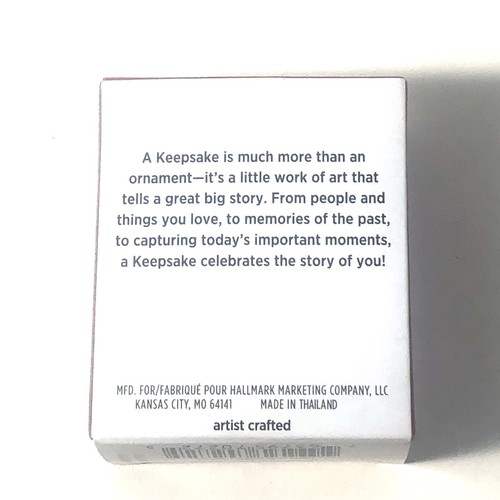 A Keepsake is much more than an
ornament—it's a little work of art that
tells a great big story. From people and
things you love, to memories of the past,
to capturing today's important moments,
a Keepsake celebrates the story of you!
MFD. FOR/FABRIQUÉ POUR HALLMARK MARKETING COMPANY, LLC
KANSAS CITY, MO 64141 MADE IN THAILAND
artist crafted